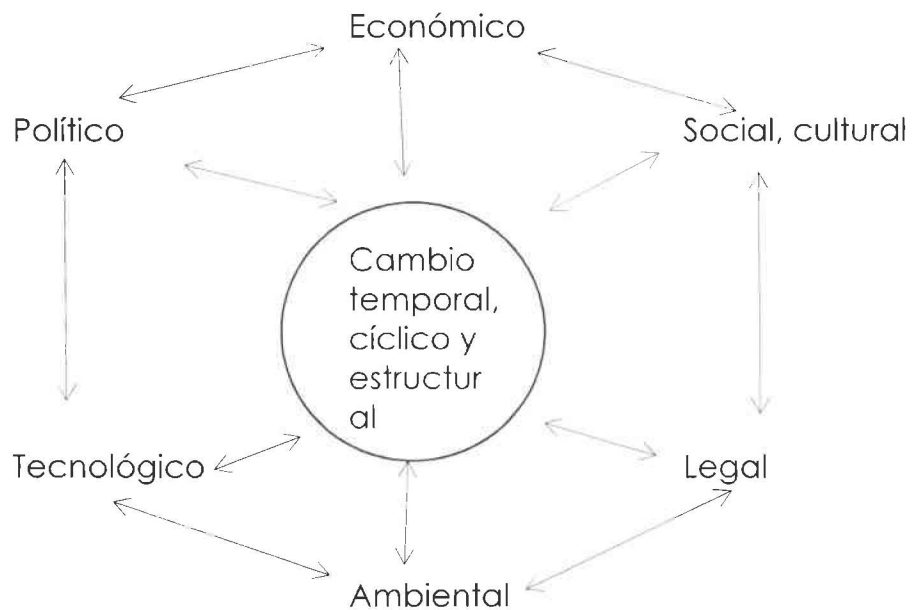 Económico
Político
Social, cultural
Cambio
temporal,
cíclico y
estructur
al
Tecnológico
Legal
Ambiental